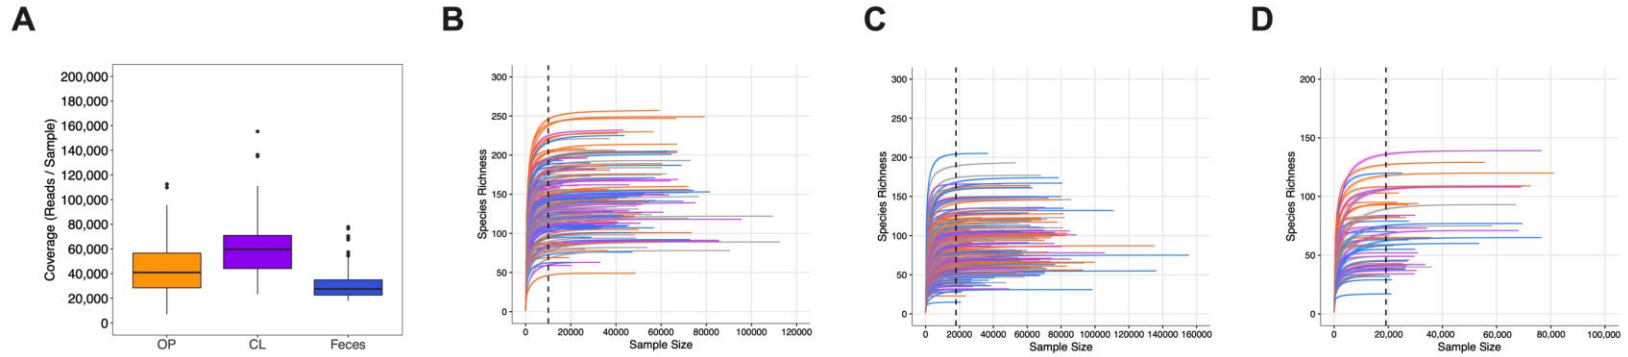 A
200,000
180,000
160,000
140,000
120,000
100,000
80,000
60,000
40,000
20,000
0
Coverage (Reads / Sample)
OP CL Feces
B
300
250
200
150
100
50
0
Species Richness
0 20000 40000 60000 80000 100000 120000
Sample Size
C
300
250
200
150
100
50
0
Species Richness
0 20000 40000 60000 80000 100000 120000 140000 160000
Sample Size
D
200
150
100
50
0
Species Richness
0 20,000 40,000 60,000 80,000 100,000
Sample Size